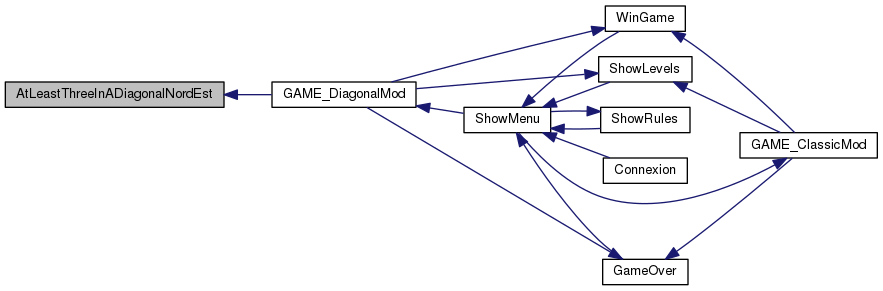 AtLeastThreeInADiagonalNordEst
GAME_DiagonalMod
WinGame
ShowLevels
ShowMenu
ShowRules
Connexion
GameOver
GAME_ClassicMod